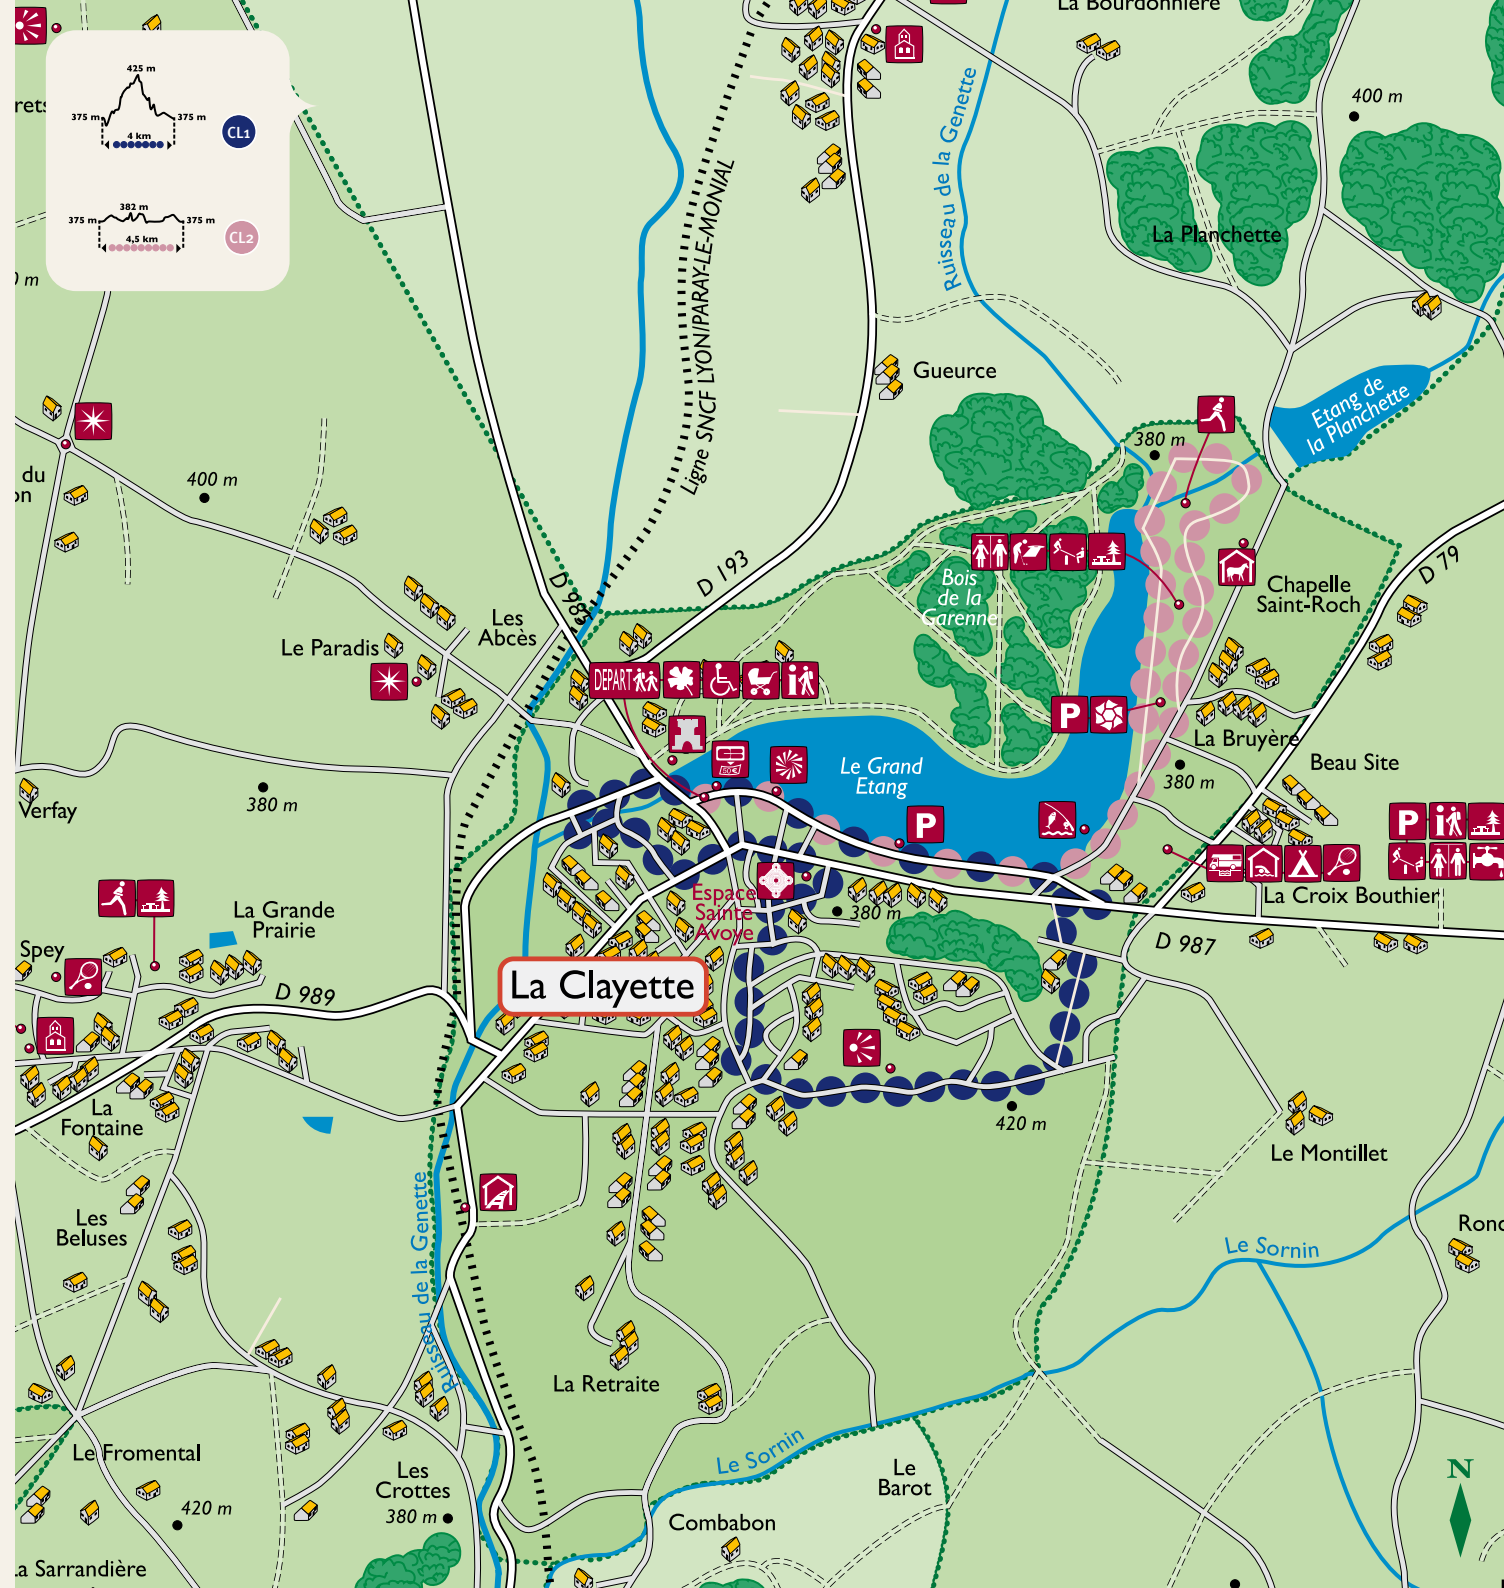 La Bourdonnière
425 m
375 m
375 m
4 km
CL1
382 m
375 m
375 m
4,5 km
CL2
400 m
Ruisseau de la Genette
Ligne SNCF LYON/PARAY-LE-MONIAL
La Planchette
Gueurce
Etang de
la Planchette
380 m
400 m
D 193
D 985
Bois
de la
Garenne
Chapelle
Saint-Roch
D 79
Les
Abcès
Le Paradis
DEPART
i
P
La Bruyère
Beau Site
380 m
Le Grand
Etang
50€
P
P
i
Verfay
380 m
La Croix Bouthier
Espace
Sainte
Avoye
380 m
D 987
La Grande
Prairie
Spey
La Clayette
D 989
La
Fontaine
420 m
Le Montillet
Les
Beluses
Ruisseau de la Genette
Le Sornin
La Retraite
Le Fromental
Les
Crottes
380 m
Le Sornin
Le
Barot
N
420 m
Combabon